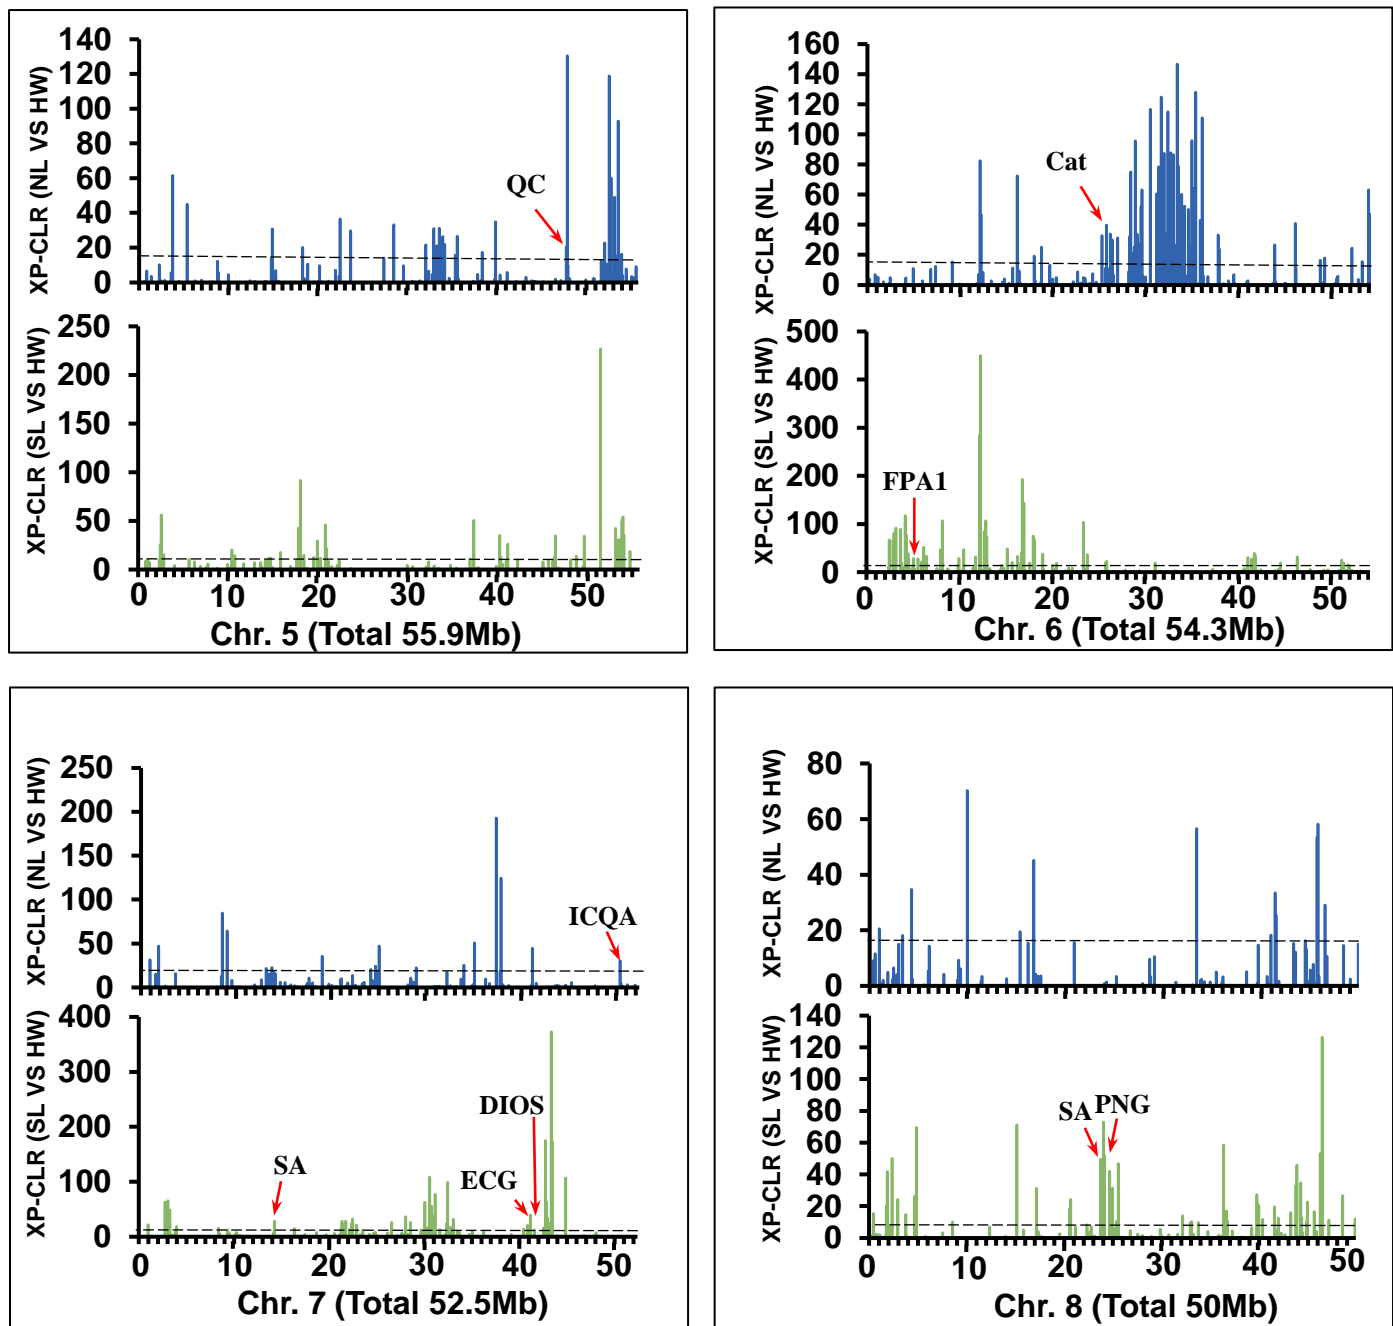 XP-CLR (NL VS HW)
140
120
100
80
60
40
20
0
QC
XP-CLR (SL VS HW)
250
200
150
100
50
0
0 10 20 30 40 50
Chr. 5 (Total 55.9Mb)
XP-CLR (NL VS HW)
160
140
120
100
80
60
40
20
0
Cat
XP-CLR (SL VS HW)
500
400
300
200
100
0
FPA1
0 10 20 30 40 50
Chr. 6 (Total 54.3Mb)
XP-CLR (NL VS HW)
250
200
150
100
50
0
ICQA
XP-CLR (SL VS HW)
400
300
200
100
0
SA
ECG
DIOS
0 10 20 30 40 50
Chr. 7 (Total 52.5Mb)
XP-CLR (NL VS HW)
80
60
40
20
0
XP-CLR (SL VS HW)
140
120
100
80
60
40
20
0
SA PNG
0 10 20 30 40 50
Chr. 8 (Total 50Mb)